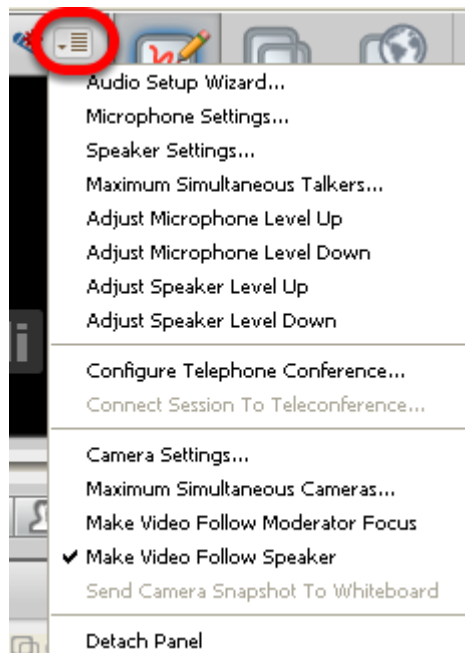 Audio Setup Wizard...
Microphone Settings...
Speaker Settings...
Maximum Simultaneous Talkers...
Adjust Microphone Level Up
Adjust Microphone Level Down
Adjust Speaker Level Up
Adjust Speaker Level Down
Configure Telephone Conference...
Connect Session To Teleconference...
Camera Settings...
Maximum Simultaneous Cameras...
Make Video Follow Moderator Focus
Make Video Follow Speaker
Send Camera Snapshot To Whiteboard
Detach Panel